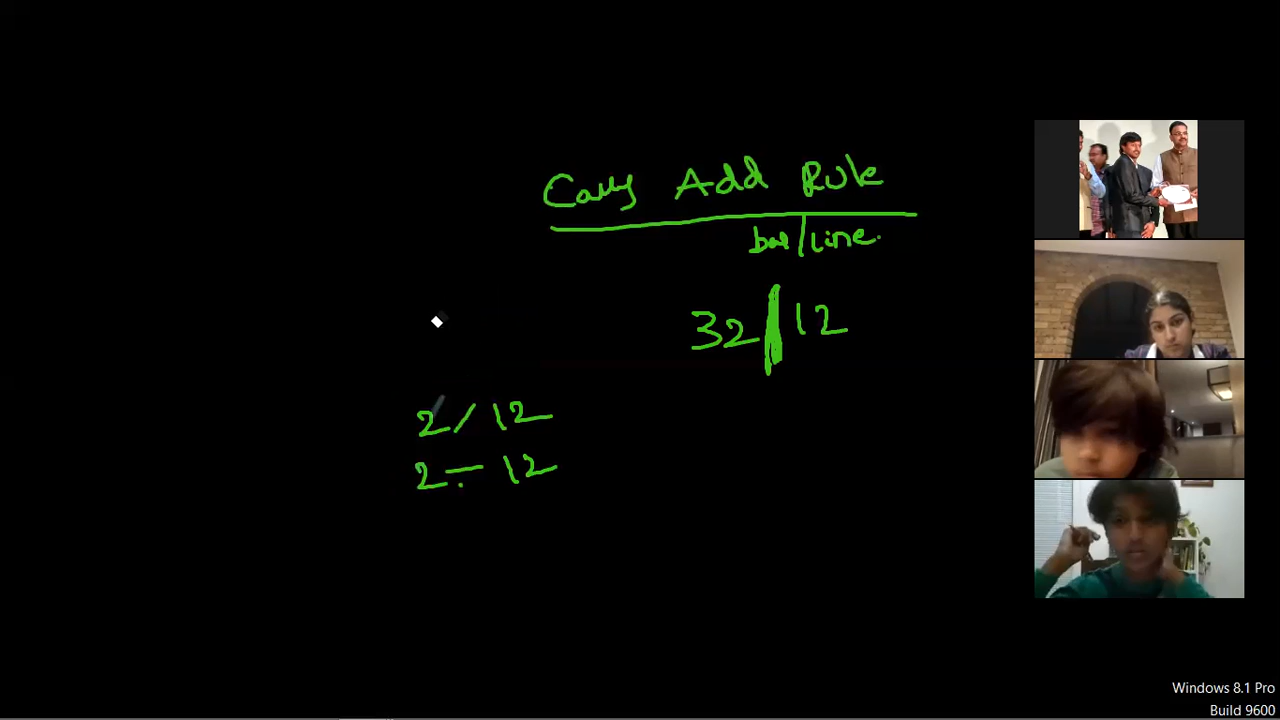 Carry Add Rule
bar/line.
32|12
2/12
2÷12
Windows 8.1 Pro
Build 9600